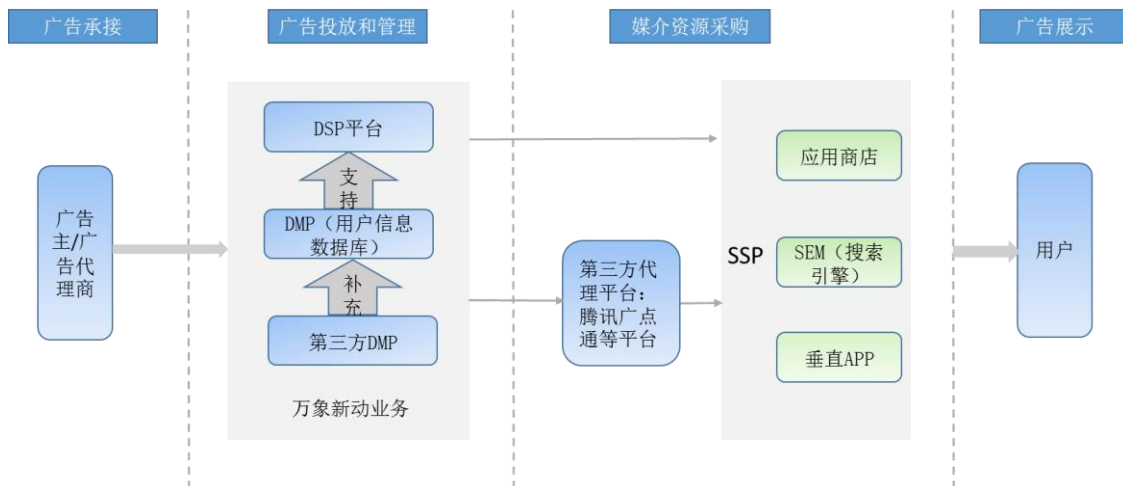 广告承接
广告投放和管理
媒介资源采购
广告展示
广告
主/广
告代
理商
DSP平台
支
持
DMP（用户信息
数据库）
补
充
第三方DMP
万象新动业务
第三方代
理平台：
腾讯广点
通等平台
SSP
应用商店
SEM（搜索
引擎）
垂直APP
用户